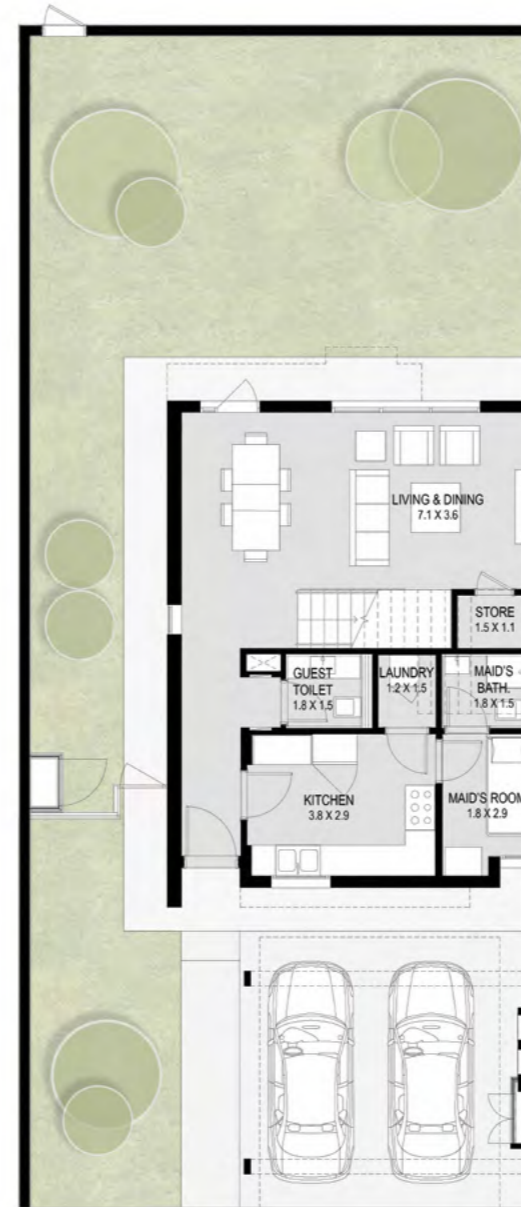 LIVING & DINING
7.1 X 3.6
STORE
1.5 X 1.1
GUEST
TOILET
1.8 X 1.5
LAUNDRY
1.2 X 1.5
MAID'S
BATH.
1.8 X 1.5
KITCHEN
3.8 X 2.9
MAID'S ROOM
1.8 X 2.9